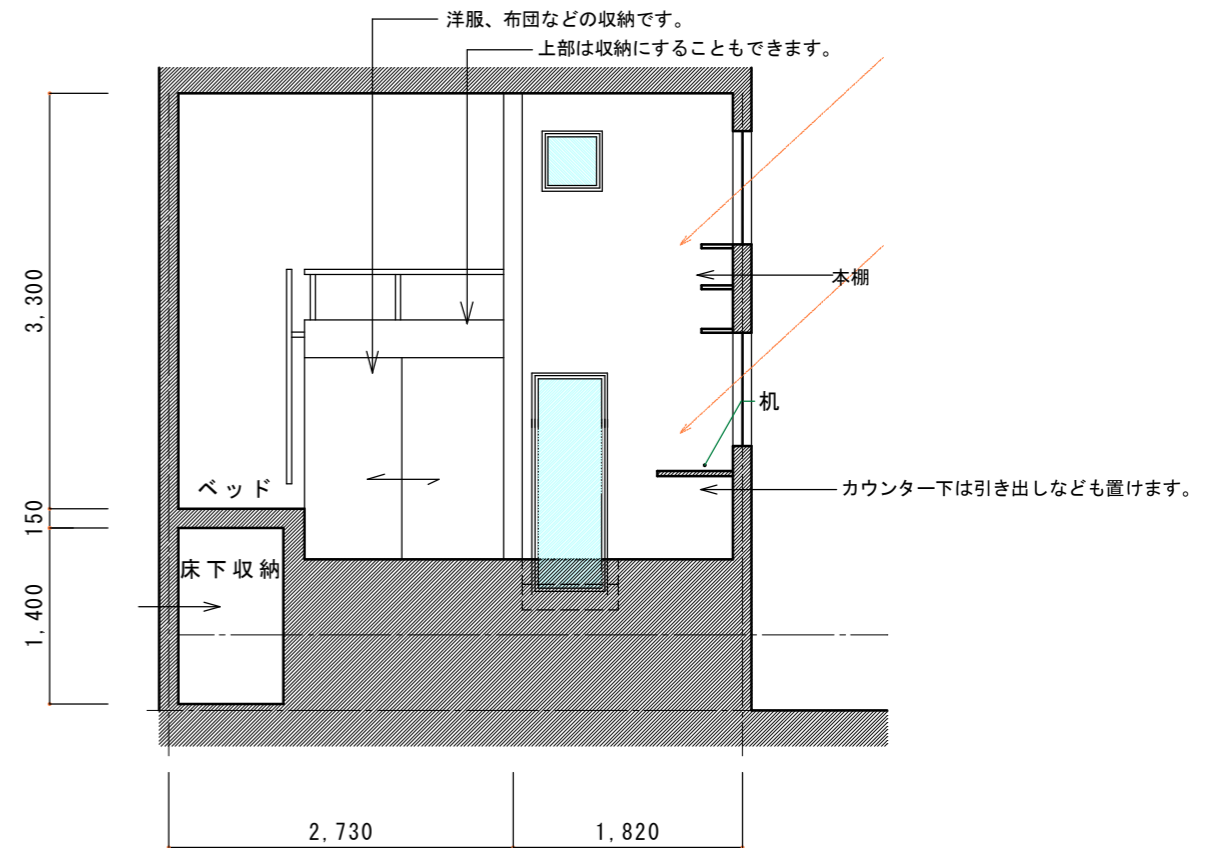 洋服、布団などの収納です。
上部は収納にすることもできます。
3,300
本棚
机
ベッド
カウンター下は引き出しなども置けます。
150
床下収納
1,400
2,730
1,820